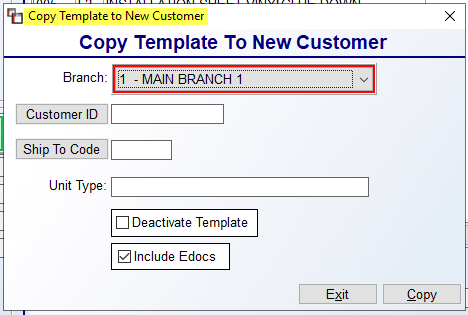 Copy Template to New Customer
Copy Template To New Customer
Branch: 1 - MAIN BRANCH 1
Customer ID
Ship To Code
Unit Type:
Deactivate Template
Include Edocs
Exit Copy